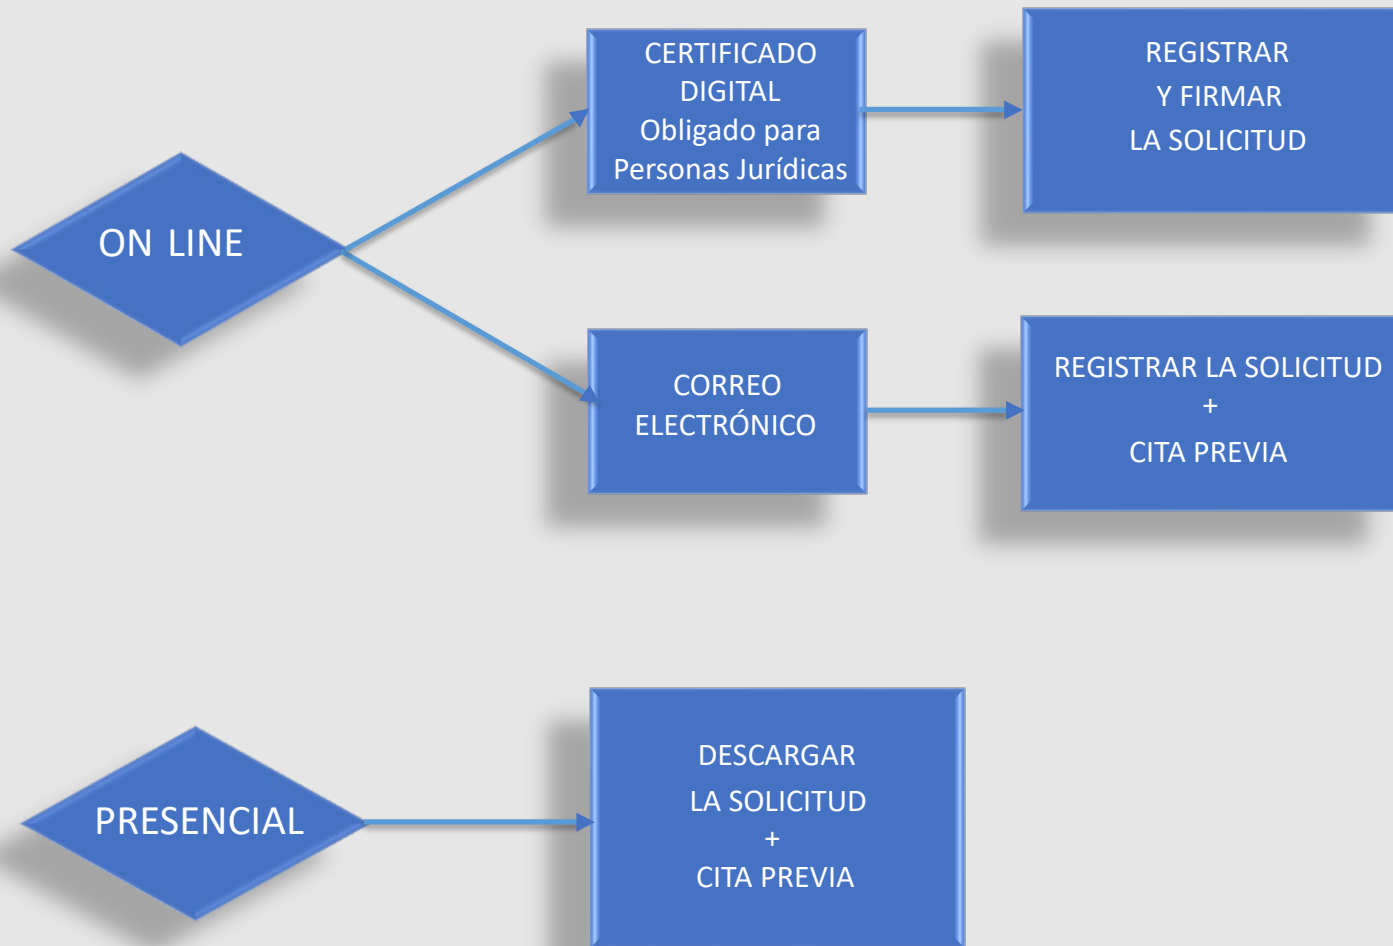 ON LINE
CERTIFICADO
DIGITAL
Obligado para
Personas Jurídicas
REGISTRAR
Y FIRMAR
LA SOLICITUD
CORREO
ELECTRÓNICO
REGISTRAR LA SOLICITUD
+
CITA PREVIA
PRESENCIAL
DESCARGAR
LA SOLICITUD
+
CITA PREVIA